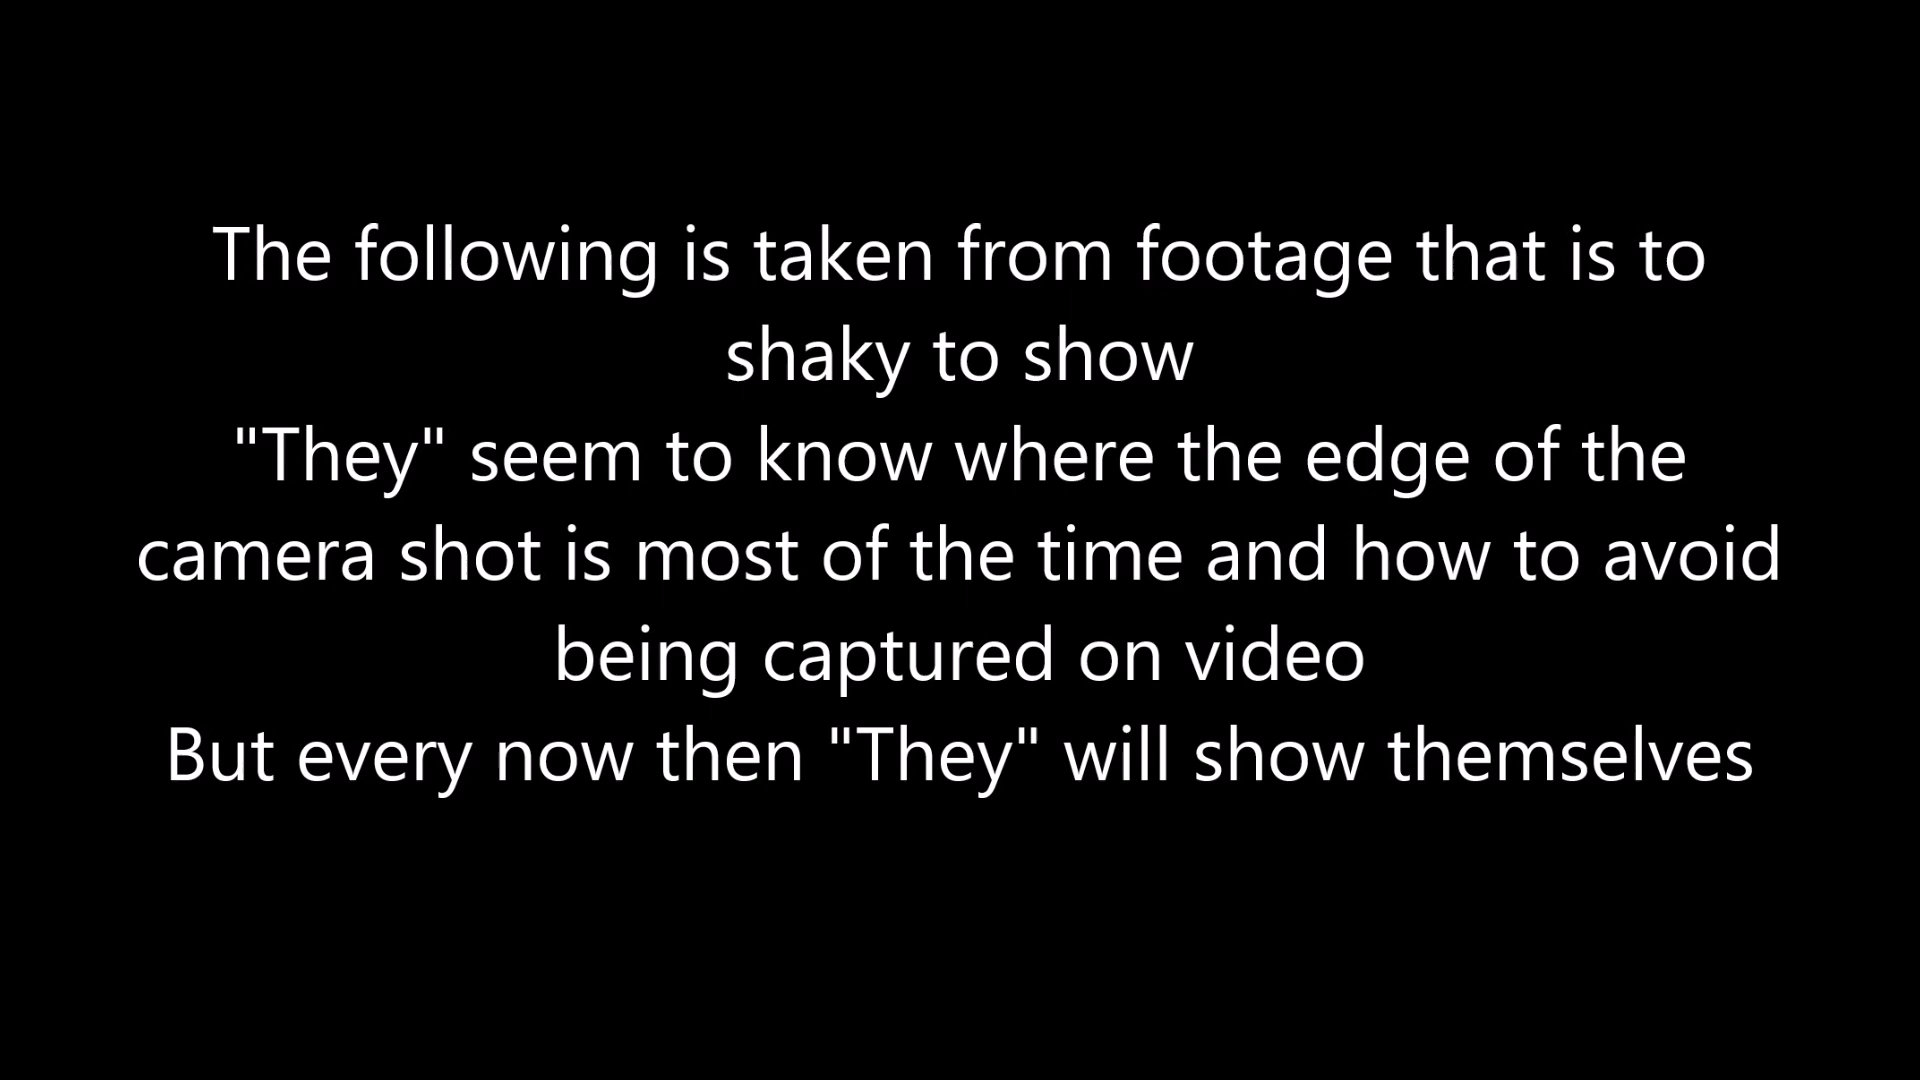 The following is taken from footage that is to
shaky to show
"They" seem to know where the edge of the
camera shot is most of the time and how to avoid
being captured on video
But every now then "They" will show themselves